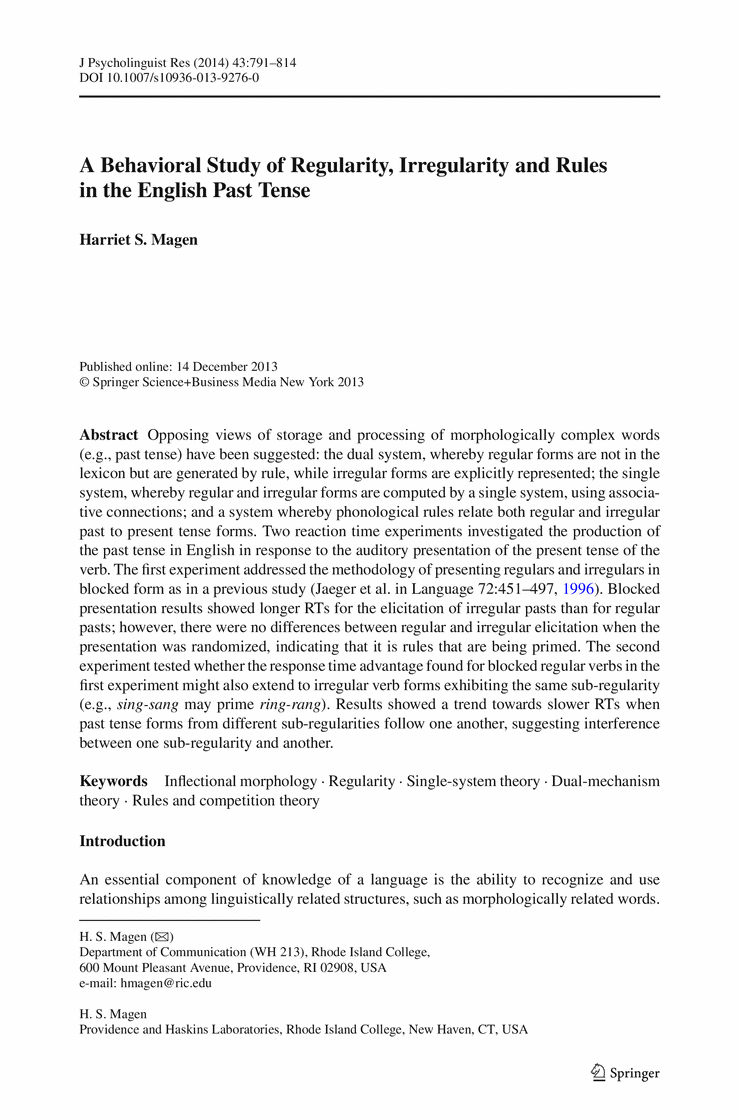 J Psycholinguist Res (2014) 43:791–814
DOI 10.1007/s10936-013-9276-0
A Behavioral Study of Regularity, Irregularity and Rules
in the English Past Tense
Harriet S. Magen
Published online: 14 December 2013
© Springer Science+Business Media New York 2013
Abstract Opposing views of storage and processing of morphologically complex words
(e.g., past tense) have been suggested: the dual system, whereby regular forms are not in the
lexicon but are generated by rule, while irregular forms are explicitly represented; the single
system, whereby regular and irregular forms are computed by a single system, using associa-
tive connections; and a system whereby phonological rules relate both regular and irregular
past to present tense forms. Two reaction time experiments investigated the production of
the past tense in English in response to the auditory presentation of the present tense of the
verb. The first experiment addressed the methodology of presenting regulars and irregulars in
blocked form as in a previous study (Jaeger et al. in Language 72:451–497, 1996). Blocked
presentation results showed longer RTs for the elicitation of irregular pasts than for regular
pasts; however, there were no differences between regular and irregular elicitation when the
presentation was randomized, indicating that it is rules that are being primed. The second
experiment tested whether the response time advantage found for blocked regular verbs in the
first experiment might also extend to irregular verb forms exhibiting the same sub-regularity
(e.g., sing-sang may prime ring-rang). Results showed a trend towards slower RTs when
past tense forms from different sub-regularities follow one another, suggesting interference
between one sub-regularity and another.
Keywords Inflectional morphology · Regularity · Single-system theory · Dual-mechanism
theory · Rules and competition theory
Introduction
An essential component of knowledge of a language is the ability to recognize and use
relationships among linguistically related structures, such as morphologically related words.
H. S. Magen (✉)
Department of Communication (WH 213), Rhode Island College,
600 Mount Pleasant Avenue, Providence, RI 02908, USA
e-mail: hmagen@ric.edu
H. S. Magen
Providence and Haskins Laboratories, Rhode Island College, New Haven, CT, USA
Springer